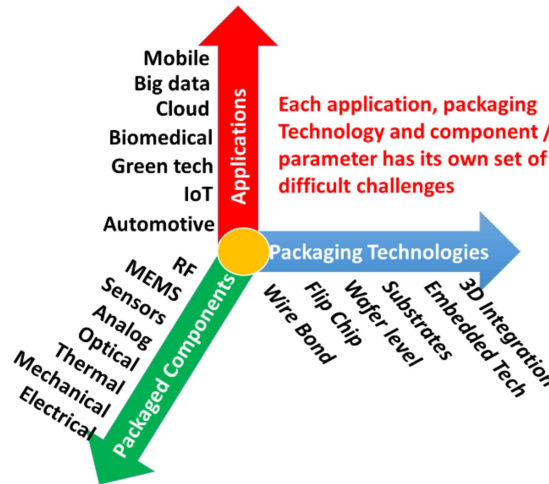 Mobile
Big data
Cloud
Biomedical
Green tech
IoT
Automotive
Applications
Each application, packaging
Technology and component /
parameter has its own set of
difficult challenges
Packaging Technologies
Wire Bond
Flip Chip
Wafer level
Substrates
Embedded Tech
3D Integration
RF
MEMS
Sensors
Analog
Optical
Thermal
Mechanical
Electrical
Packaged Components